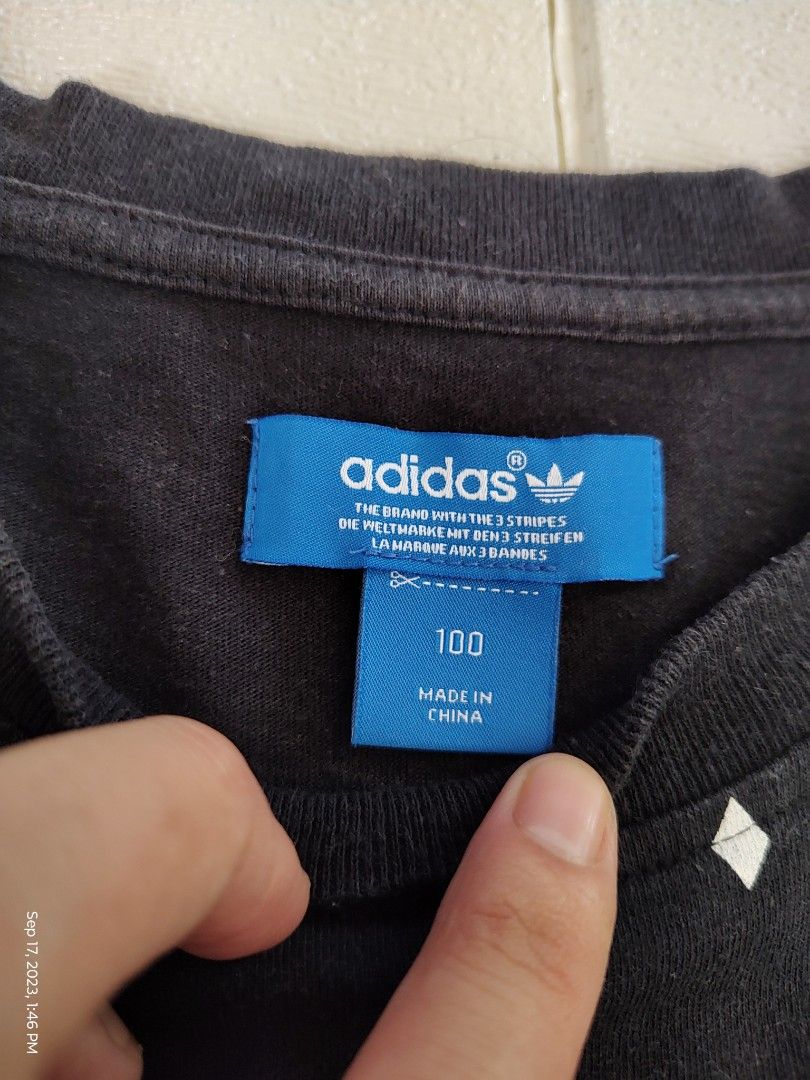 adidas®
THE BRAND WITH THE 3 STRIPES
DIE WELTMARKE MIT DEN 3 STREIFEN
LA MARQUE AUX 3 BANDES
100
MADE IN
CHINA
Sep 17, 2023, 1:46 PM